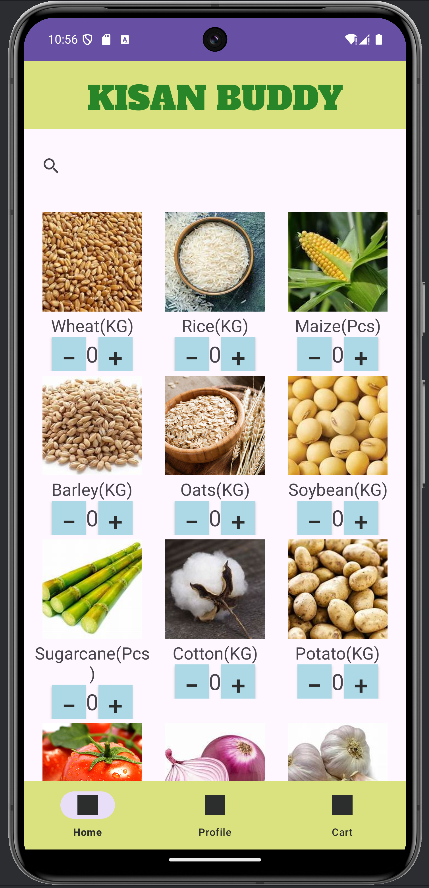 10:56
KISAN BUDDY
Wheat(KG) Rice(KG) Maize(Pcs)
− 0 + − 0 + − 0 +
Barley(KG) Oats(KG) Soybean(KG)
− 0 + − 0 + − 0 +
Sugarcane(Pcs Cotton(KG) Potato(KG)
)
− 0 + − 0 + − 0 +
Home Profile Cart